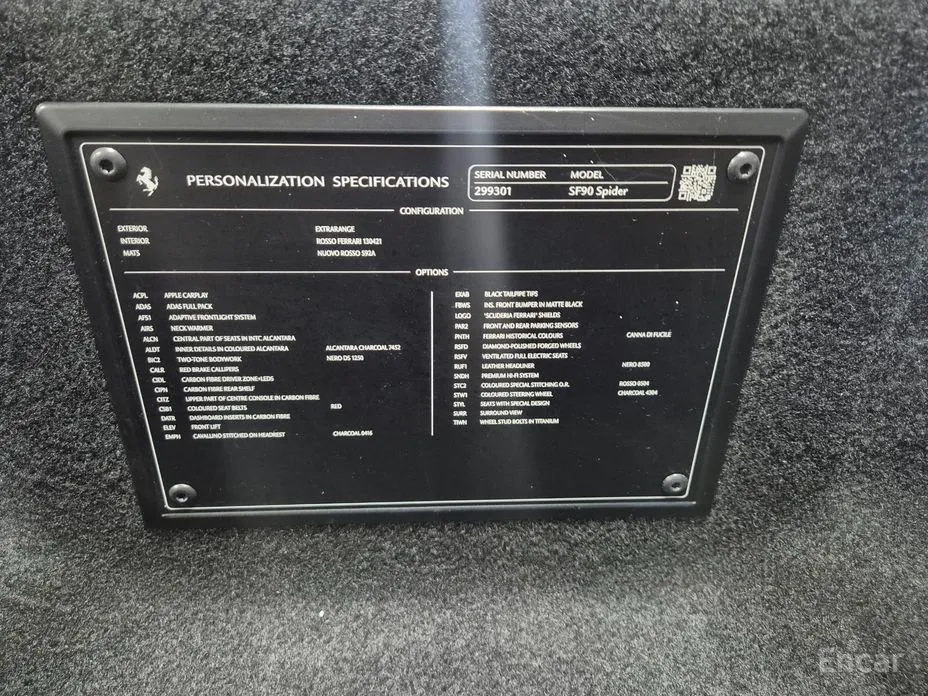 PERSONALIZATION SPECIFICATIONS
SERIAL NUMBER MODEL
299301 SF90 Spider
CONFIGURATION
EXTERIOR EXTRARANGE
INTERIOR ROSSO FERRARI 130421
MATS NUOVO ROSSO S92A
OPTIONS
ACPL APPLE CARPLAY
ADAS ADAS FULL PACK
AFS1 ADAPTIVE FRONTLIGHT SYSTEM
AIRS NECK WARMER
ALCN CENTRAL PART OF SEATS IN INTC ALCANTARA
ALDT INNER DETAILS IN COLOURED ALCANTARA ALCANTARA CHARCOAL 7452
BIC2 TWO-TONE BODYWORK NERO DS 1250
CALR RED BRAKE CALLIPERS
CIDL CARBON FIBRE DRIVER ZONE+LEDS
CIPN CARBON FIBRE REAR SHELF
CITZ UPPER PART OF CENTRE CONSOLE IN CARBON FIBRE
CSB1 COLOURED SEAT BELTS RED
DATR DASHBOARD INSERTS IN CARBON FIBRE
ELEV FRONT LIFT
EMPH CAVALLINO STITCHED ON HEADREST CHARCOAL 0416
EXAB BLACK TAILPIPE TIPS
FBWS INS. FRONT BUMPER IN MATTE BLACK
LOGO "SCUDERIA FERRARI" SHIELDS
PAR2 FRONT AND REAR PARKING SENSORS
PNTH FERRARI HISTORICAL COLOURS CANNA DI FUCILE
RSFD DIAMOND-POLISHED FORGED WHEELS
RSFV VENTILATED FULL ELECTRIC SEATS
RUF1 LEATHER HEADLINER NERO 8500
SNDH PREMIUM HI-FI SYSTEM
STC2 COLOURED SPECIAL STITCHING O.R. ROSSO 0504
STW1 COLOURED STEERING WHEEL CHARCOAL 4304
STYL SEATS WITH SPECIAL DESIGN
SURR SURROUND VIEW
TIWN WHEEL STUD BOLTS IN TITANIUM
Encar